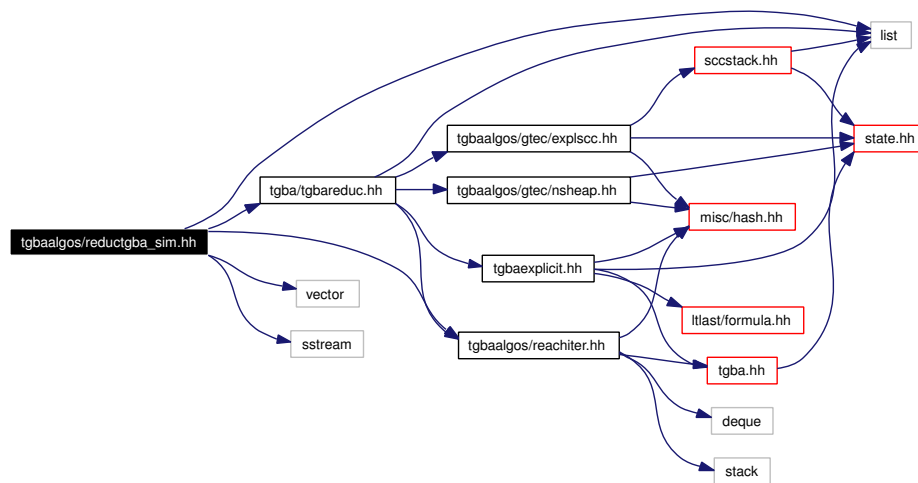 list
sccstack.hh
tgbaalgos/gtec/explscc.hh
state.hh
tgba/tgbareduc.hh
tgbaalgos/gtec/nsheap.hh
misc/hash.hh
tgbaalgos/reductgba_sim.hh
tgbaexplicit.hh
vector
ltlast/formula.hh
sstream
tgbaalgos/reachiter.hh
tgba.hh
deque
stack